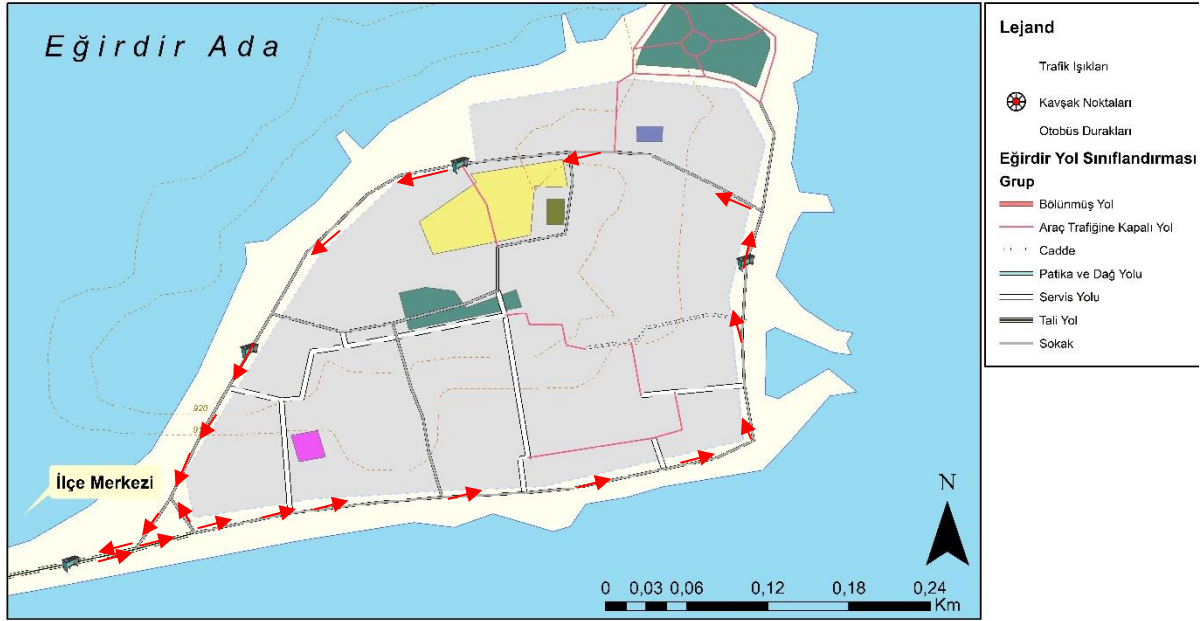 Eğirdir Ada
920
İlçe Merkezi
N
0 0,03 0,06 0,12 0,18 0,24
Km
Lejand
Trafik Işıkları
Kavşak Noktaları
Otobüs Durakları
Eğirdir Yol Sınıflandırması
Grup
Bölünmüş Yol
Araç Trafiğine Kapalı Yol
Cadde
Patika ve Dağ Yolu
Servis Yolu
Tali Yol
Sokak